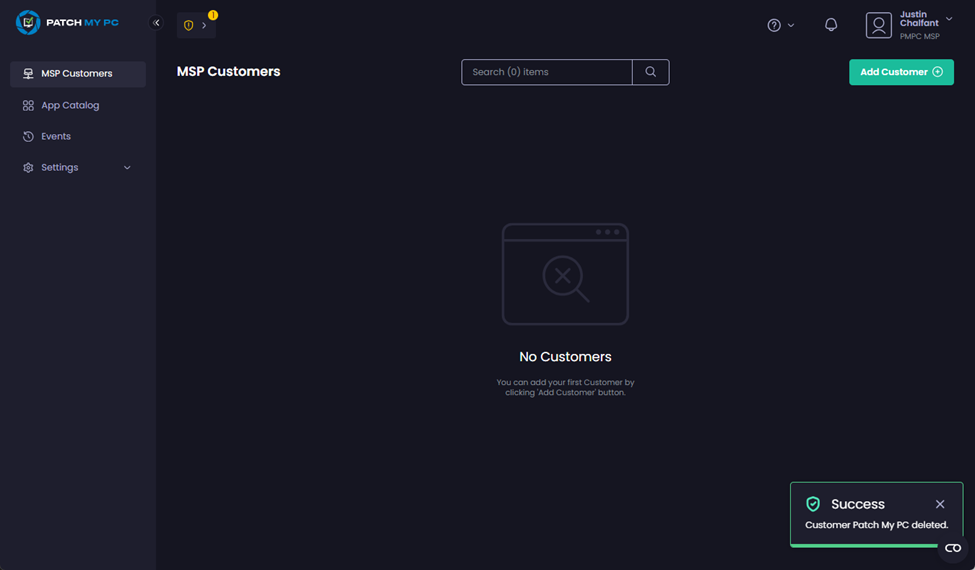 PATCH MY PC
1
Justin
Chalfant
PMPC MSP
MSP Customers
App Catalog
Events
Settings
MSP Customers
Search (0) items
Add Customer
No Customers
You can add your first Customer by
clicking 'Add Customer' button.
Success
Customer Patch My PC deleted.